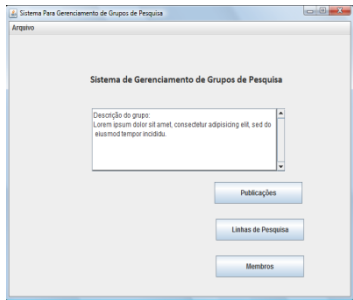 Sistema Para Gerenciamento de Grupos de Pesquisa
Arquivo
Sistema de Gerenciamento de Grupos de Pesquisa
Descrição do grupo:
Lorem ipsum dolor sit amet, consectetur adipisicing elit, sed do
eiusmod tempor incididu.
Publicações
Linhas de Pesquisa
Membros